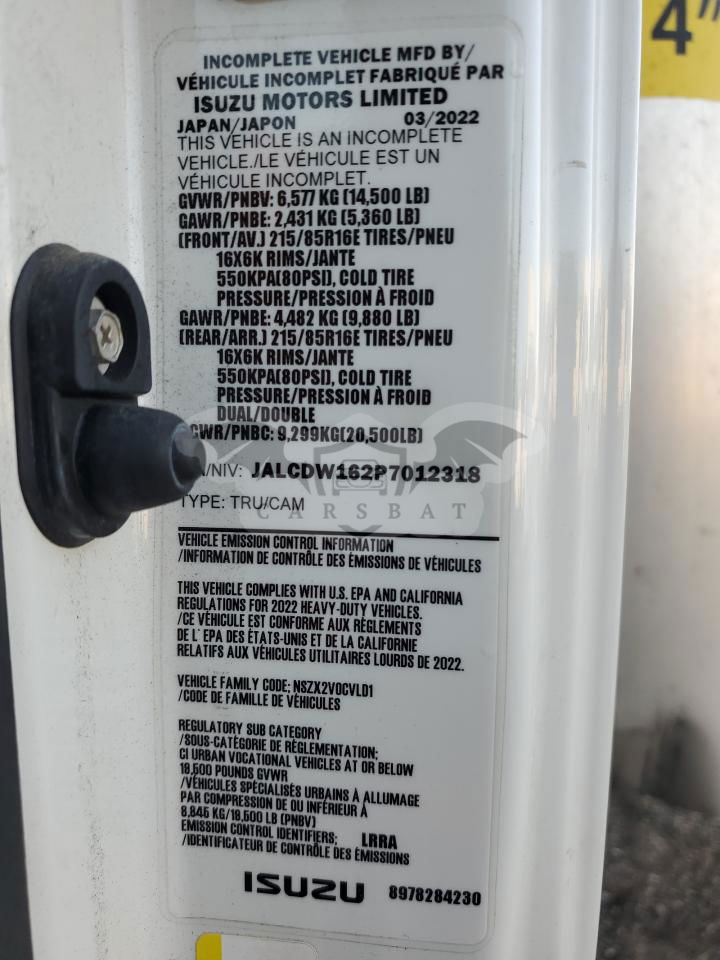 4"
INCOMPLETE VEHICLE MFD BY/
VÉHICULE INCOMPLET FABRIQUÉ PAR
ISUZU MOTORS LIMITED
JAPAN/JAPON 03/2022
THIS VEHICLE IS AN INCOMPLETE
VEHICLE./LE VÉHICULE EST UN
VÉHICULE INCOMPLET.
GVWR/PNBV: 6,577 KG (14,500 LB)
GAWR/PNBE: 2,431 KG (5,360 LB)
(FRONT/AV.) 215/85R16E TIRES/PNEU
16X6K RIMS/JANTE
550KPA(80PSI), COLD TIRE
PRESSURE/PRESSION À FROID
GAWR/PNBE: 4,482 KG (9,880 LB)
(REAR/ARR.) 215/85R16E TIRES/PNEU
16X6K RIMS/JANTE
550KPA(80PSI), COLD TIRE
PRESSURE/PRESSION À FROID
DUAL/DOUBLE
CWR/PNBC: 9,299KG(20,500LB)
/NIV: JALCDW162P7012318
TYPE: TRU/CAM
CARSBAT
VEHICLE EMISSION CONTROL INFORMATION
/INFORMATION DE CONTRÔLE DES ÉMISSIONS DE VÉHICULES
THIS VEHICLE COMPLIES WITH U.S. EPA AND CALIFORNIA
REGULATIONS FOR 2022 HEAVY-DUTY VEHICLES.
/CE VÉHICULE EST CONFORME AUX RÈGLEMENTS
DE L' EPA DES ÉTATS-UNIS ET DE LA CALIFORNIE
RELATIFS AUX VÉHICULES UTILITAIRES LOURDS DE 2022.
VEHICLE FAMILY CODE: NSZX2VOCVLD1
/CODE DE FAMILLE DE VÉHICULES
REGULATORY SUB CATEGORY
/SOUS-CATÉGORIE DE RÉGLEMENTATION;
CI URBAN VOCATIONAL VEHICLES AT OR BELOW
19,500 POUNDS GVWR
/VÉHICULES SPÉCIALISÉS URBAINS À ALLUMAGE
PAR COMPRESSION DE OU INFÉRIEUR À
8,845 KG/19,500 LB (PNBV)
EMISSION CONTROL IDENTIFIERS; LRRA
/IDENTIFICATEUR DE CONTRÔLE DES ÉMISSIONS
ISUZU 8978284230